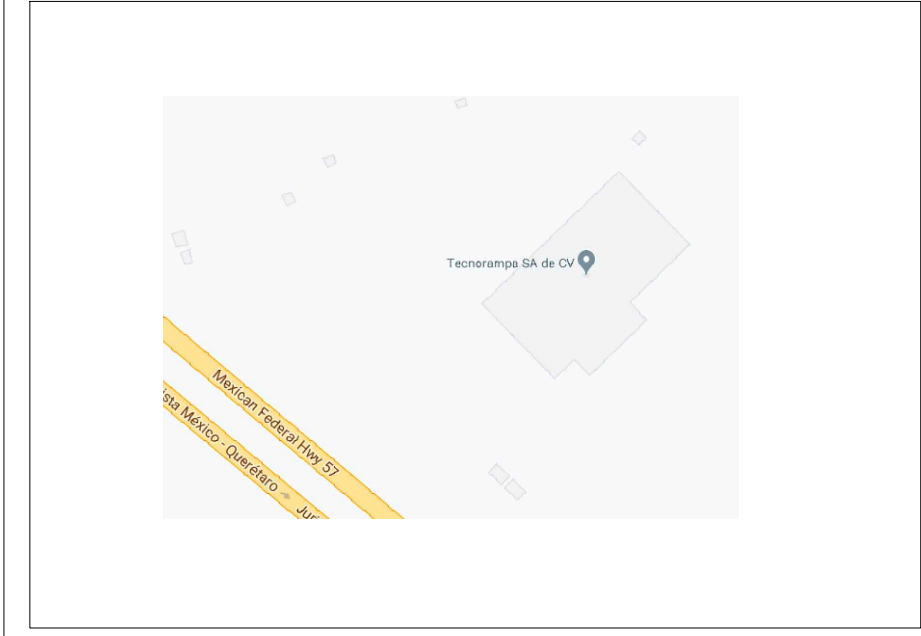 Tecnorampa SA de CV
Mexican Federal Hwy 57
ista México - Querétaro